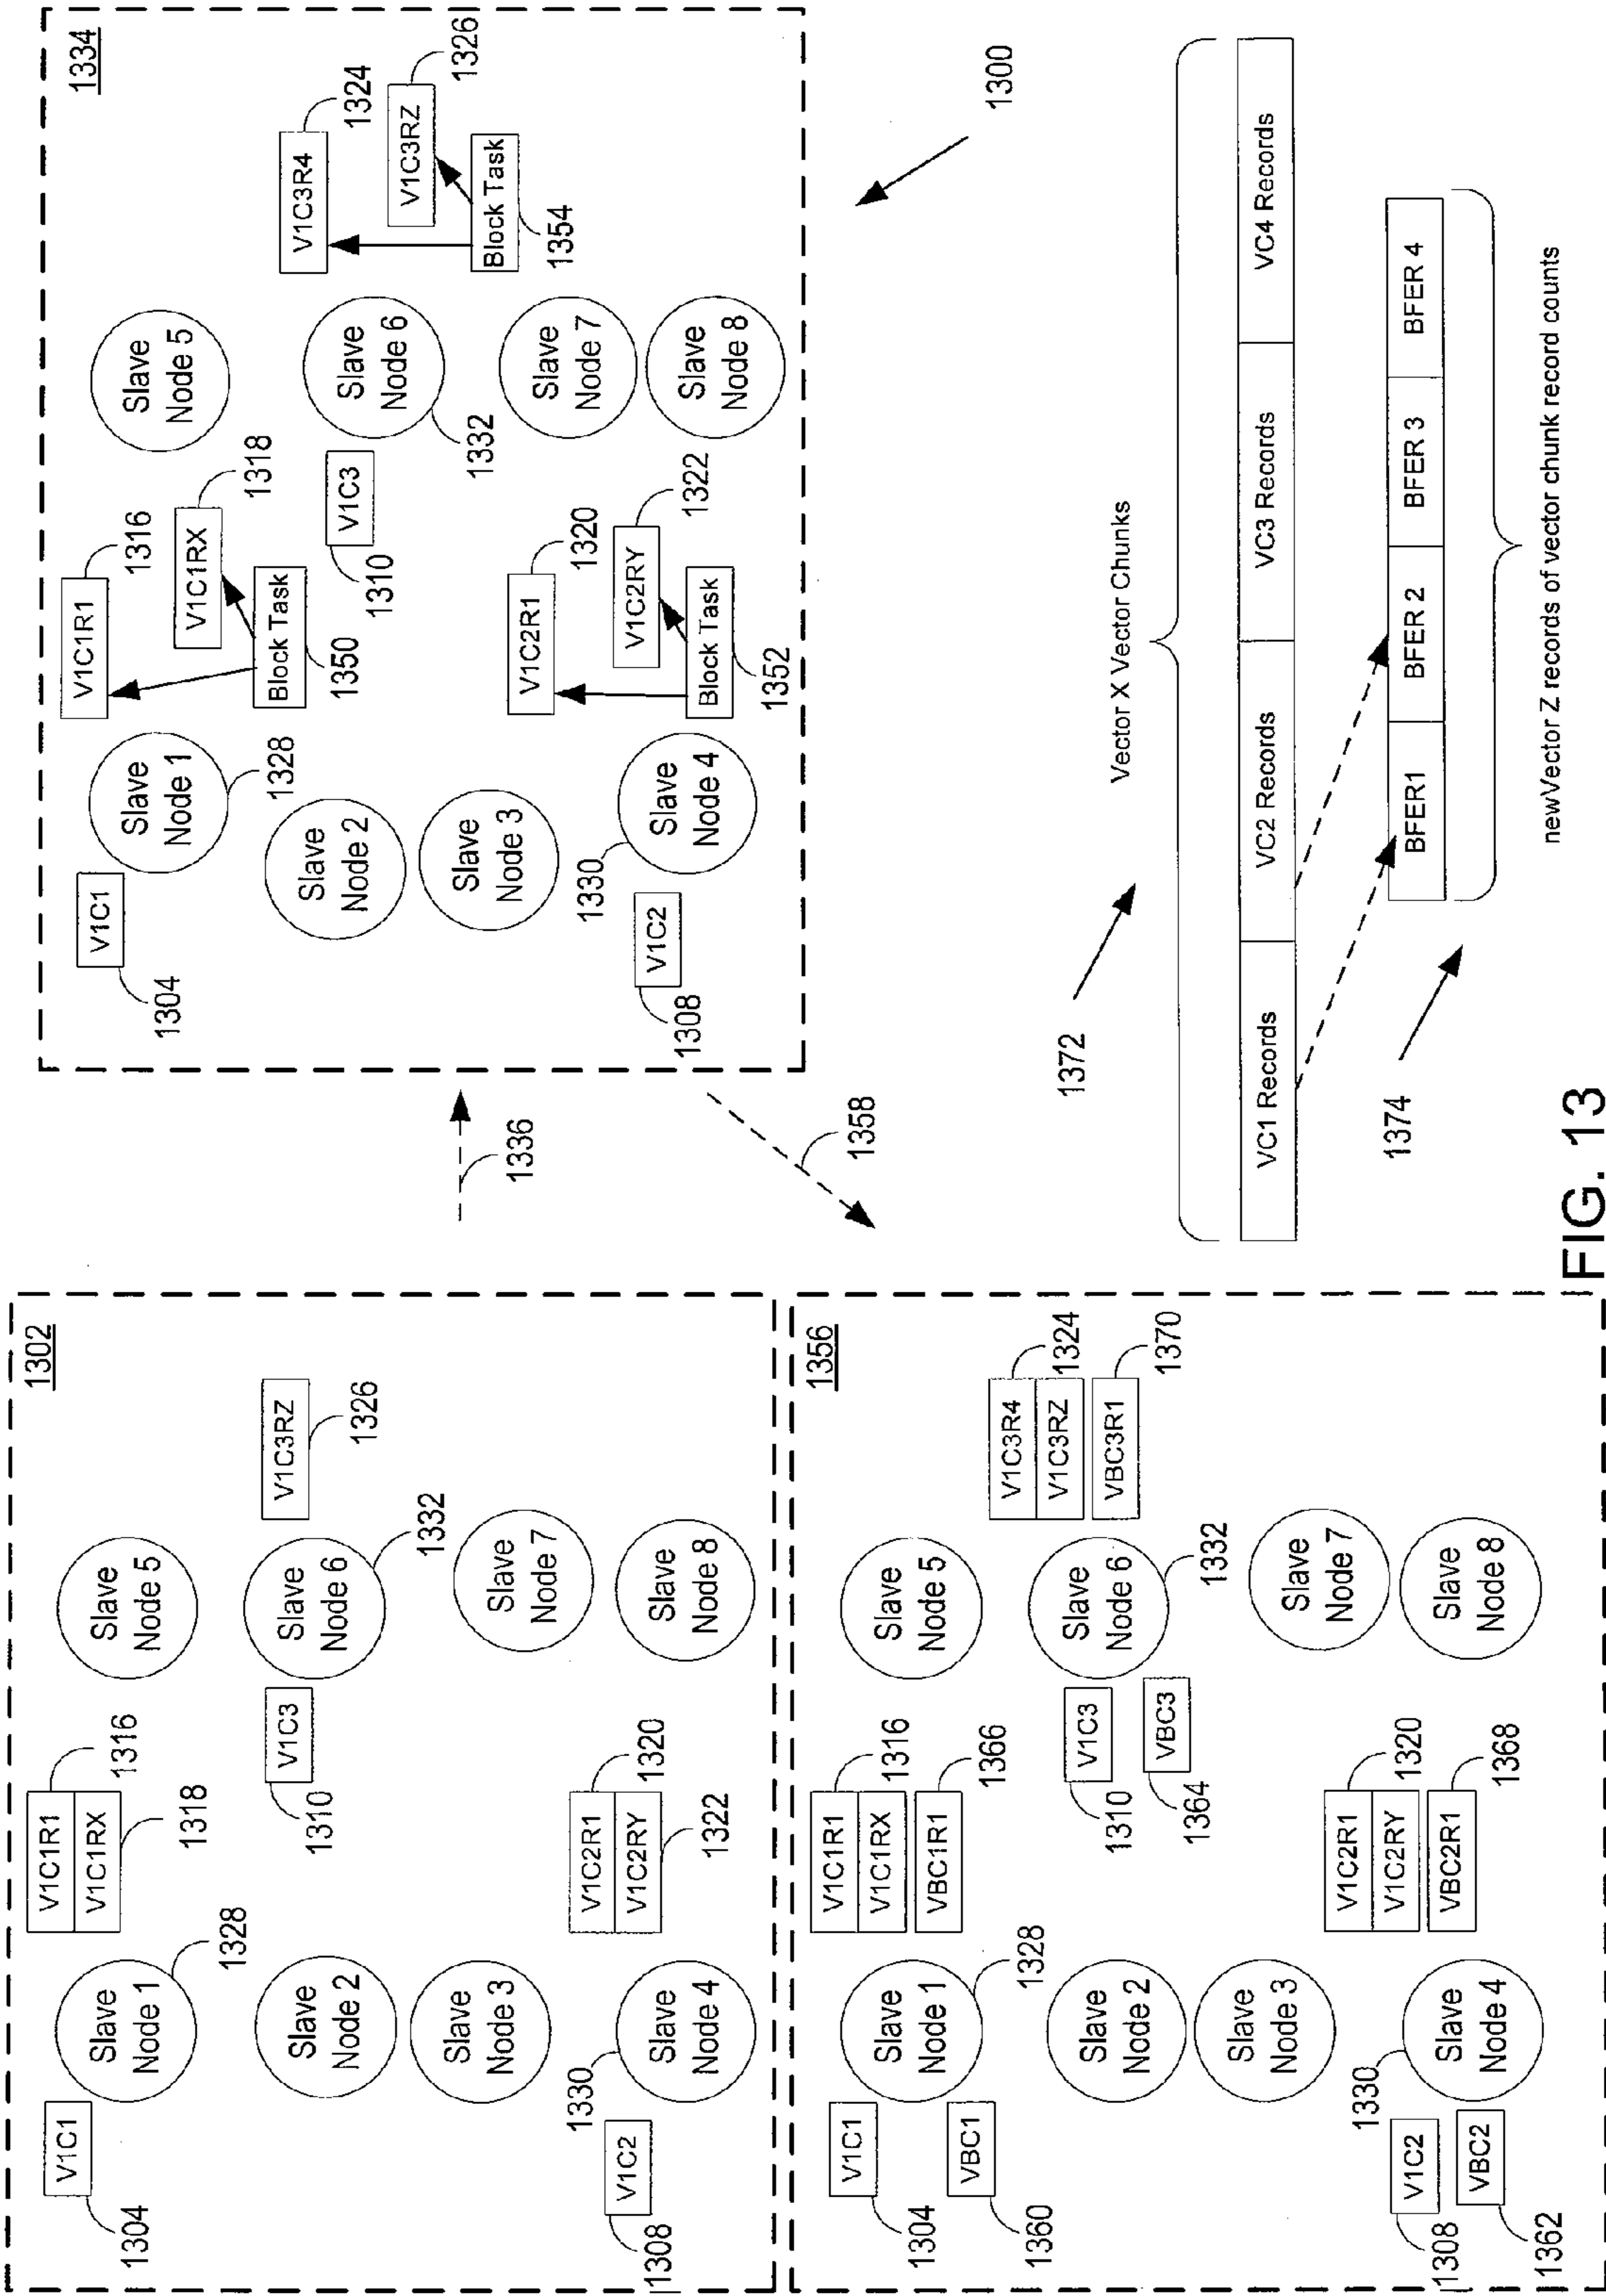 1302
V1C1
1304
Slave
Node 1
1328
V1C1R1
1316
V1C1RX
1318
Slave
Node 5
Slave
Node 2
V1C3
1310
Slave
Node 6
1332
V1C3RZ
1326
Slave
Node 3
Slave
Node 7
V1C2
1308
1330
Slave
Node 4
V1C2R1
1320
V1C2RY
1322
Slave
Node 8
1336
1334
V1C1
1304
Slave
Node 1
1328
V1C1R1
1316
V1C1RX
1318
Block Task
1350
Slave
Node 5
Slave
Node 2
V1C3
1310
Slave
Node 6
1332
V1C3R4
1324
V1C3RZ
1326
Block Task
1354
Slave
Node 3
Slave
Node 7
V1C2
1308
1330
Slave
Node 4
V1C2R1
1320
V1C2RY
1322
Block Task
1352
Slave
Node 8
1358
1300
1356
V1C1
1304
VBC1
1360
Slave
Node 1
1328
V1C1R1
1316
V1C1RX
VBC1R1
1366
Slave
Node 5
Slave
Node 2
V1C3
1310
VBC3
1364
Slave
Node 6
1332
V1C3R4
1324
V1C3RZ
VBC3R1
1370
Slave
Node 3
Slave
Node 7
V1C2
1308
VBC2
1362
1330
Slave
Node 4
V1C2R1
1320
V1C2RY
VBC2R1
1368
Slave
Node 8
1372
Vector X Vector Chunks
VC1 Records VC2 Records VC3 Records VC4 Records
1374
BFER1 BFER 2 BFER 3 BFER 4
newVector Z records of vector chunk record counts
FIG. 13